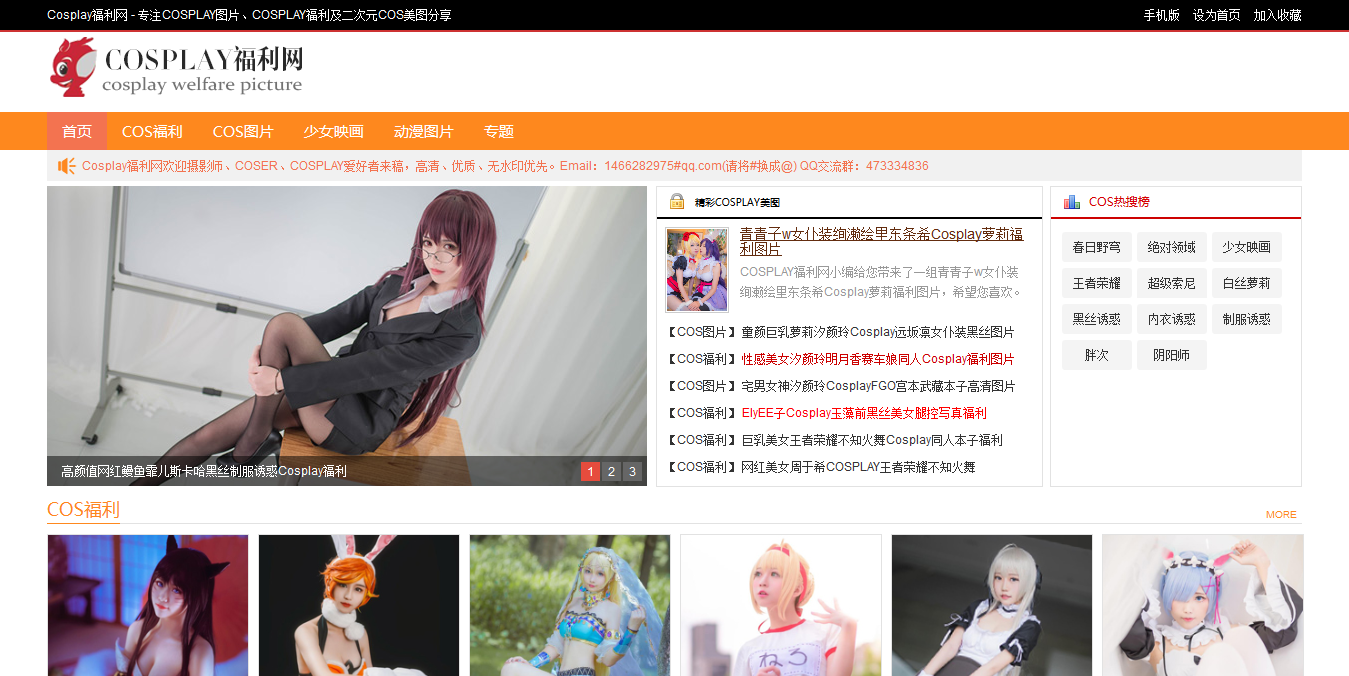 Cosplay福利网 - 专注COSPLAY图片、COSPLAY福利及二次元COS美图分享
手机版 设为首页 加入收藏
COSPLAY福利网
cosplay welfare picture
首页 COS福利 COS图片 少女映画 动漫图片 专题
Cosplay福利网欢迎摄影师、COSER、COSPLAY爱好者来稿，高清、优质、无水印优先。Email：1466282975#qq.com(请将#换成@) QQ交流群：473334836
高颜值网红鳗鱼霏儿斯卡哈黑丝制服诱惑Cosplay福利
1 2 3
精彩COSPLAY美图
青青子w女仆装绚濑绘里东条希Cosplay萝莉福
利图片
COSPLAY福利网小编给您带来了一组青青子w女仆装
绚濑绘里东条希Cosplay萝莉福利图片，希望您喜欢。
【COS图片】童颜巨乳萝莉汐颜玲Cosplay远坂凛女仆装黑丝图片
【COS福利】性感美女汐颜玲明月香赛车娘同人Cosplay福利图片
【COS图片】宅男女神汐颜玲CosplayFGO宫本武藏本子高清图片
【COS福利】ElyEE子Cosplay玉藻前黑丝美女腿控写真福利
【COS福利】巨乳美女王者荣耀不知火舞Cosplay同人本子福利
【COS福利】网红美女周于希COSPLAY王者荣耀不知火舞
COS热搜榜
春日野穹 绝对领域 少女映画
王者荣耀 超级索尼 白丝萝莉
黑丝诱惑 内衣诱惑 制服诱惑
胖次 阴阳师
COS福利
MORE
ねろ